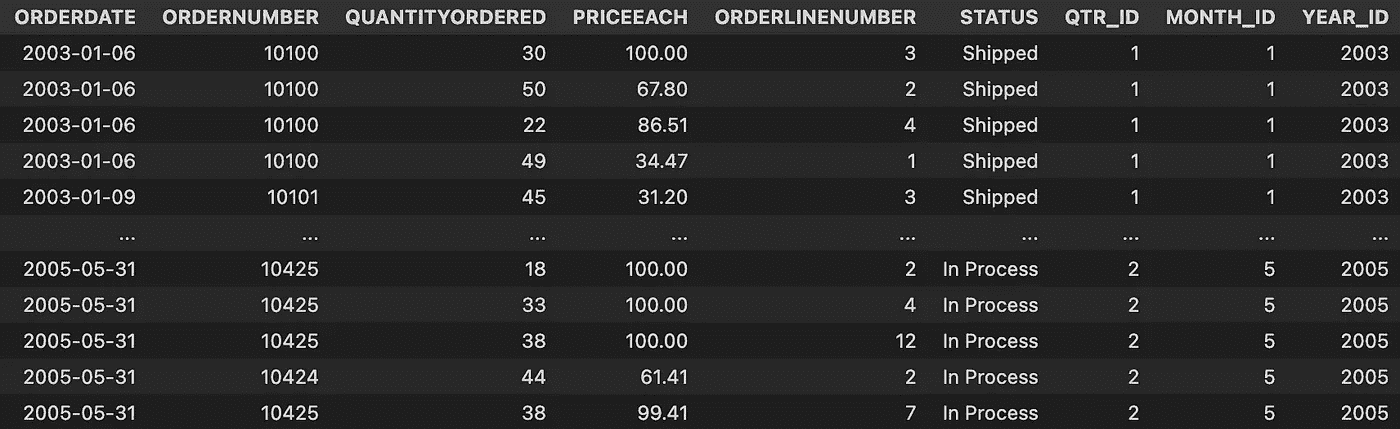 ORDERDATE ORDERNUMBER QUANTITYORDERED PRICEEACH ORDERLINENUMBER STATUS QTR_ID MONTH_ID YEAR_ID
2003-01-06 10100 30 100.00 3 Shipped 1 1 2003
2003-01-06 10100 50 67.80 2 Shipped 1 1 2003
2003-01-06 10100 22 86.51 4 Shipped 1 1 2003
2003-01-06 10100 49 34.47 1 Shipped 1 1 2003
2003-01-09 10101 45 31.20 3 Shipped 1 1 2003
... ... ... ... ... ... ... ... ...
2005-05-31 10425 18 100.00 2 In Process 2 5 2005
2005-05-31 10425 33 100.00 4 In Process 2 5 2005
2005-05-31 10425 38 100.00 12 In Process 2 5 2005
2005-05-31 10424 44 61.41 2 In Process 2 5 2005
2005-05-31 10425 38 99.41 7 In Process 2 5 2005